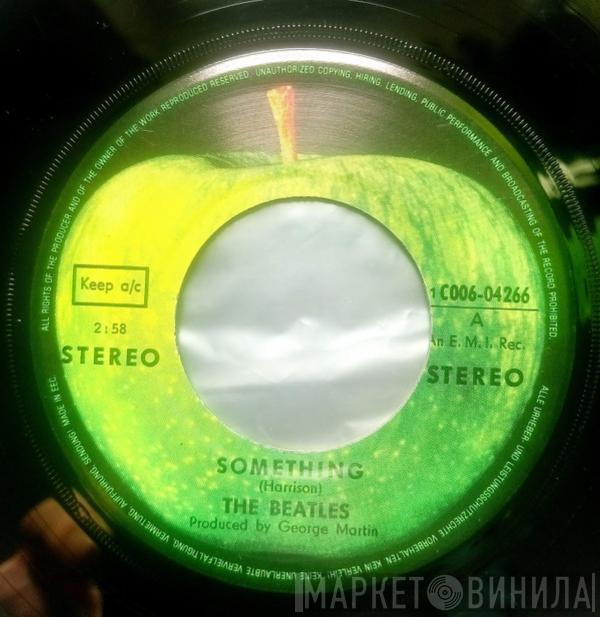 ALL RIGHTS OF THE PRODUCER AND OF THE OWNER OF THE WORK REPRODUCED RESERVED. UNAUTHORIZED COPYING, HIRING, LENDING, PUBLIC PERFORMANCE AND BROADCASTING OF THE RECORD PROHIBITED.
Keep a/c
2:58
STEREO
1 C006-04266
A
An E.M.I. Rec.
STEREO
SOMETHING
(Harrison)
THE BEATLES
Produced by George Martin
ALLE URHEBER UND LEISTUNGSSCHUTZRECHTE VORBEHALTEN. KEIN VERLEIH! KEINE UNERLAUBTE VERVIELFÄLTIGUNG, VERMIETUNG, AUFFÜHRUNG, SENDUNG! MADE IN EEC.
МАРКЕТ ВИНИЛА